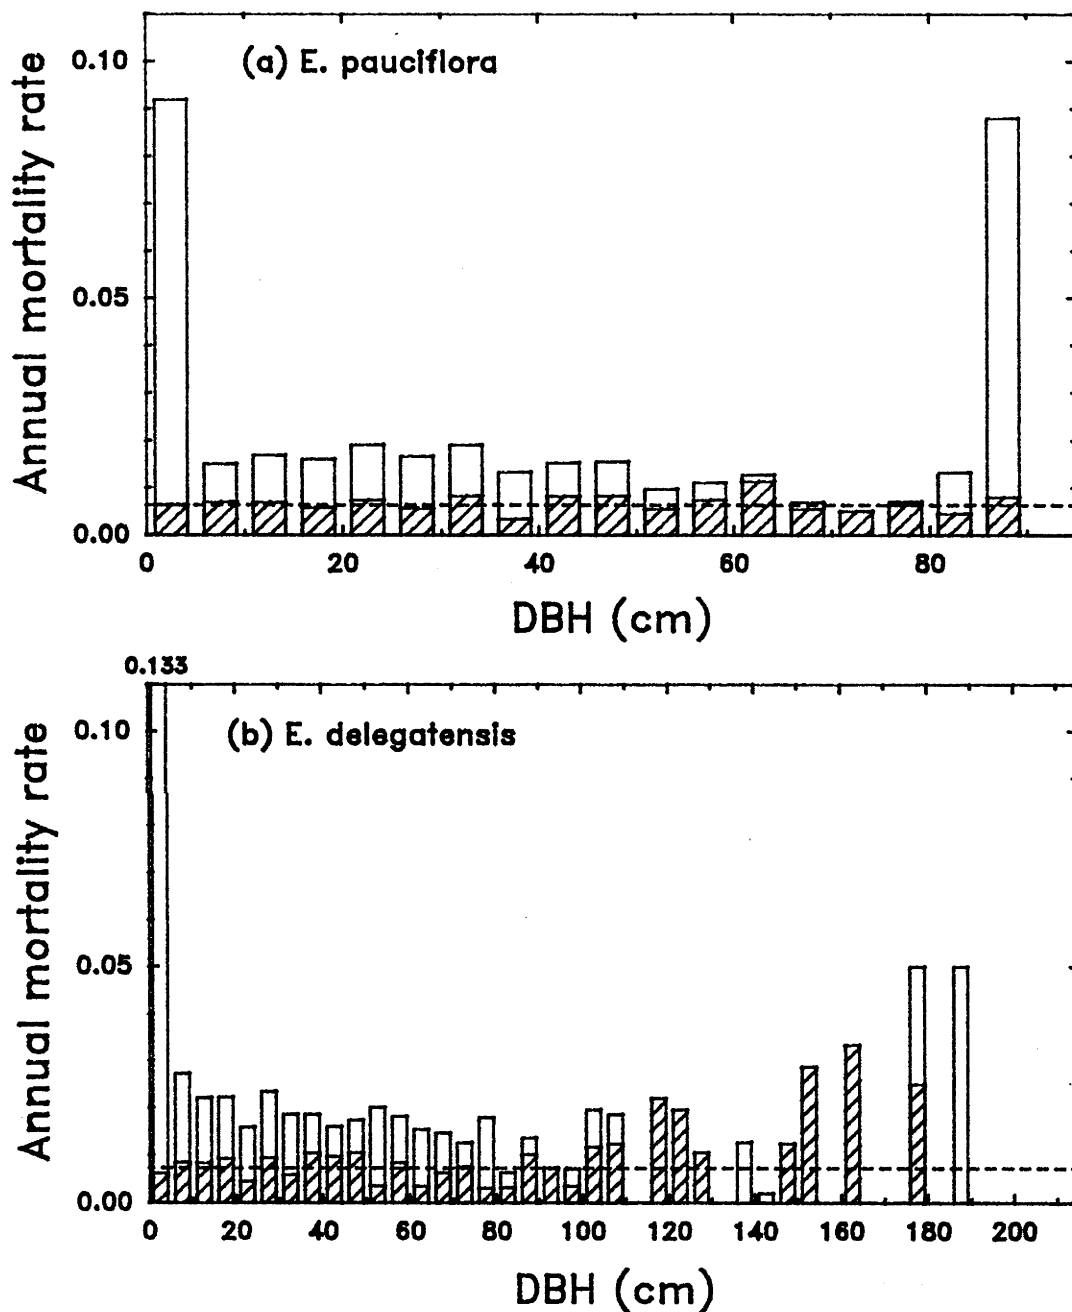 (a) E. pauciflora
Annual mortality rate
0.10
0.05
0.00
0 20 40 60 80
DBH (cm)
0.133
(b) E. delegatensis
Annual mortality rate
0.10
0.05
0.00
0 20 40 60 80 100 120 140 160 180 200
DBH (cm)